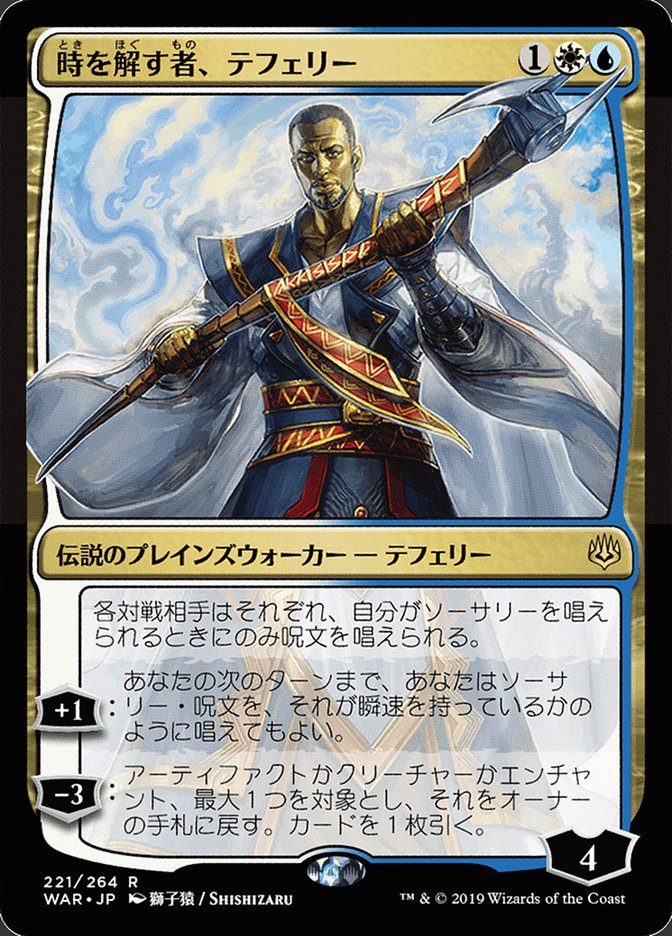 とき ほぐ もの
時を解す者、テフェリー 1
伝説のプレインズウォーカー — テフェリー
各対戦相手はそれぞれ、自分がソーサリーを唱え
られるときにのみ呪文を唱えられる。
+1:あなたの次のターンまで、あなたはソーサ
リー・呪文を、それが瞬速を持っているかの
ように唱えてもよい。
-3:アーティファクトかクリーチャーかエンチャ
ント、最大1つを対象とし、それをオーナー
の手札に戻す。カードを1枚引く。
4
221/264 R
WAR • JP 獅子猿 / SHISHIZARU
™ & © 2019 Wizards of the Coast